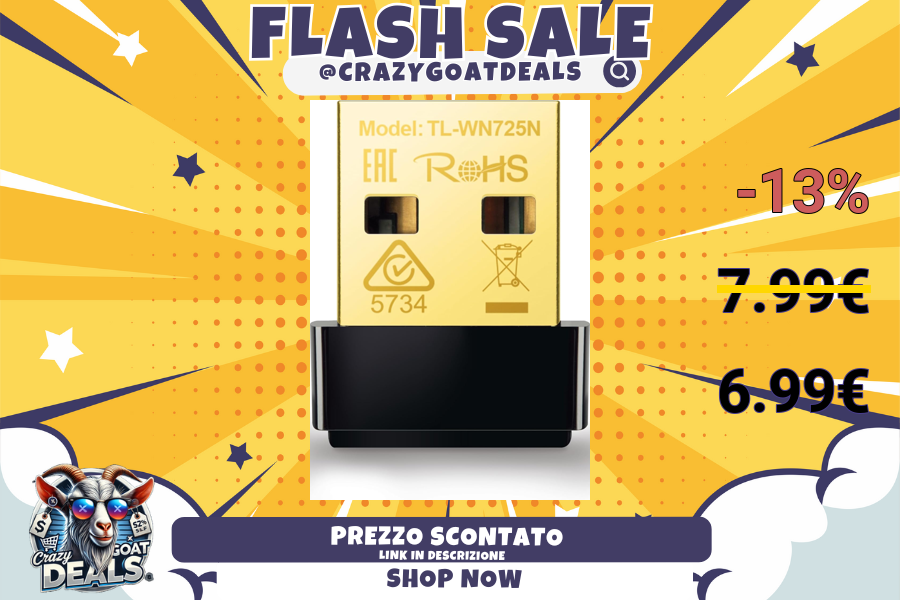 FLASH SALE
@CRAZYGOATDEALS
Model: TL-WN725N
EAC RoHS
5734
-13%
7.99€
6.99€
$
52%
Crazy
GOAT
DEALS
PREZZO SCONTATO
LINK IN DESCRIZIONE
SHOP NOW